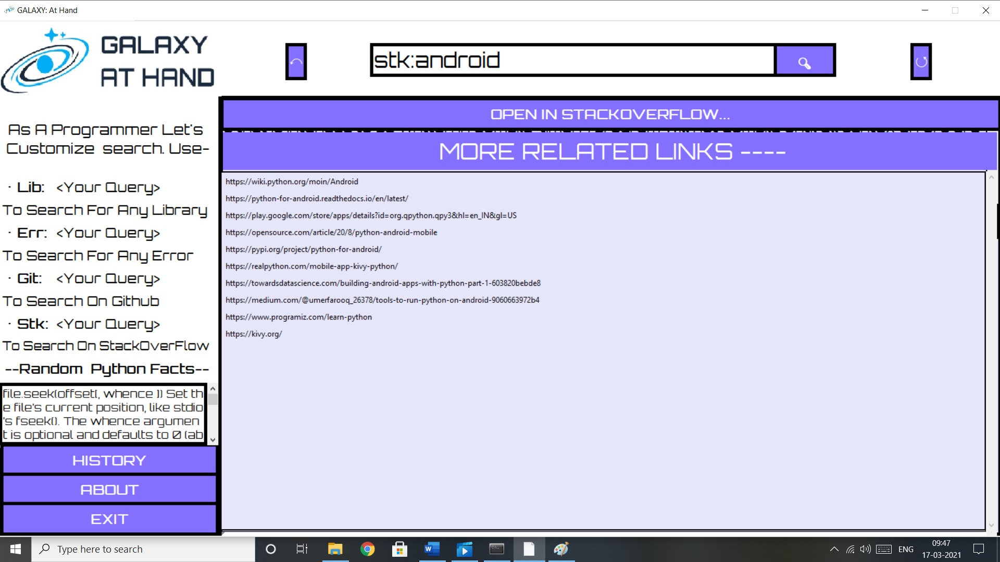 GALAXY: At Hand
GALAXY
AT HAND
stk:android
As A Programmer Let's
Customize search. Use-
· Lib: <Your Query>
To Search For Any Library
· Err: <Your Query>
To Search For Any Error
· Git: <Your Query>
To Search On Github
· Stk: <Your Query>
To Search On StackOverFlow
--Random Python Facts--
file.seek(offset[, whence ]) Set th
e file's current position, like stdio
's fseek(). The whence argumen
t is optional and defaults to 0 (ab
HISTORY
ABOUT
EXIT
OPEN IN STACKOVERFLOW...
MORE RELATED LINKS ----
https://wiki.python.org/moin/Android
https://python-for-android.readthedocs.io/en/latest/
https://play.google.com/store/apps/details?id=org.qpython.qpy3&hl=en_IN&gl=US
https://opensource.com/article/20/8/python-android-mobile
https://pypi.org/project/python-for-android/
https://realpython.com/mobile-app-kivy-python/
https://towardsdatascience.com/building-android-apps-with-python-part-1-603820bebde8
https://medium.com/@umerfarooq_26378/tools-to-run-python-on-android-9060663972b4
https://www.programiz.com/learn-python
https://kivy.org/
Type here to search
ENG
09:47
17-03-2021